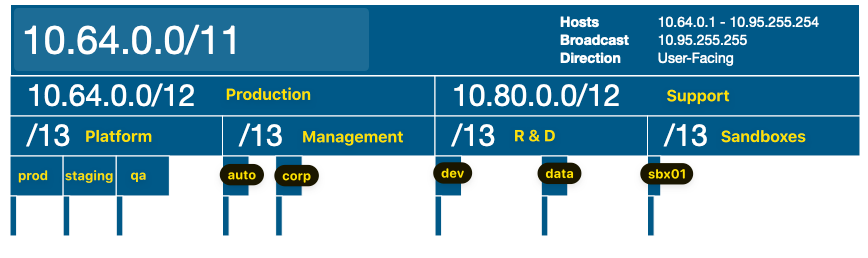 10.64.0.0/11
Hosts 10.64.0.1 - 10.95.255.254
Broadcast 10.95.255.255
Direction User-Facing
10.64.0.0/12 Production 10.80.0.0/12 Support
/13 Platform /13 Management /13 R & D /13 Sandboxes
prod staging qa auto corp dev data sbx01